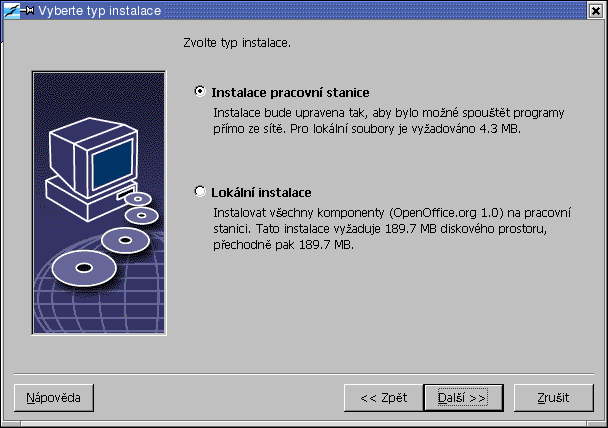 Vyberte typ instalace
Zvolte typ instalace.
Instalace pracovní stanice
Instalace bude upravena tak, aby bylo možné spouštět programy
přímo ze sítě. Pro lokální soubory je vyžadováno 4.3 MB.
Lokální instalace
Instalovat všechny komponenty (OpenOffice.org 1.0) na pracovní
stanici. Tato instalace vyžaduje 189.7 MB diskového prostoru,
přechodně pak 189.7 MB.
Nápověda
<< Zpět
Další >>
Zrušit